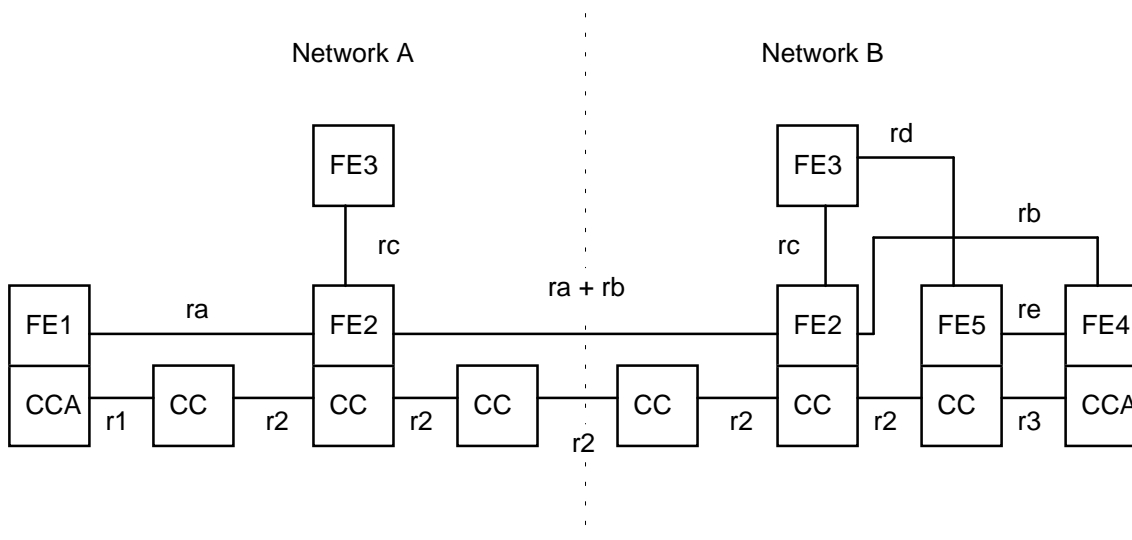 Network A Network B
FE3 FE3 rd
rb
rc rc
ra ra + rb
FE1 FE2 FE2 FE5 re FE4
CCA r1 CC r2 CC r2 CC r2 CC r2 CC r2 CC r3 CCA